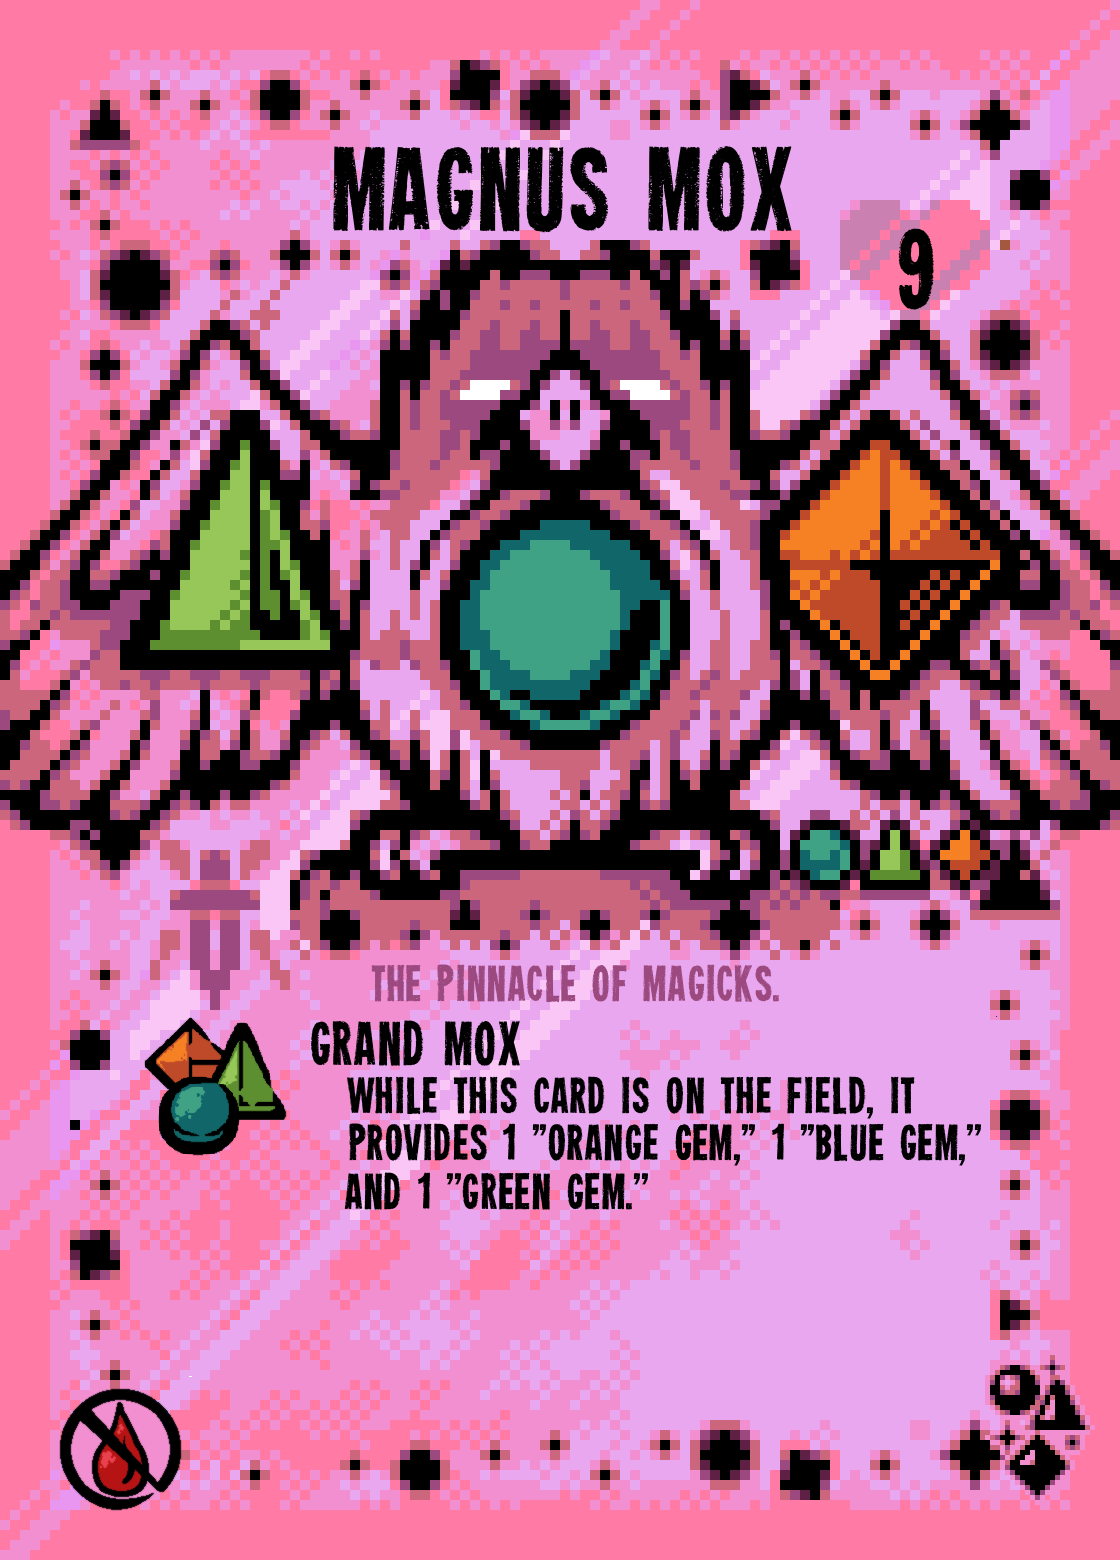 MAGNUS MOX
9
THE PINNACLE OF MAGICKS.
GRAND MOX
WHILE THIS CARD IS ON THE FIELD, IT
PROVIDES 1 "ORANGE GEM," 1 "BLUE GEM,"
AND 1 "GREEN GEM."